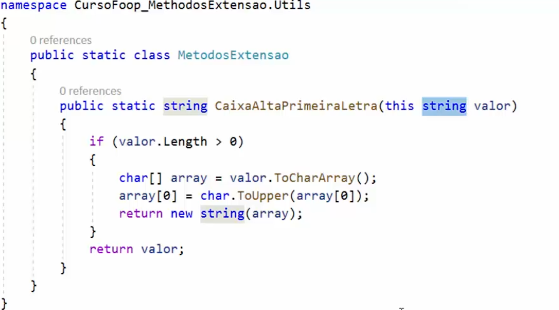 namespace CursoFoop_MethodosExtensao.Utils
{
0 references
public static class MetodosExtensao
{
0 references
public static string CaixaAltaPrimeiraLetra(this string valor)
{
if (valor.Length > 0)
{
char[] array = valor.ToCharArray();
array[0] = char.ToUpper(array[0]);
return new string(array);
}
return valor;
}
}
}